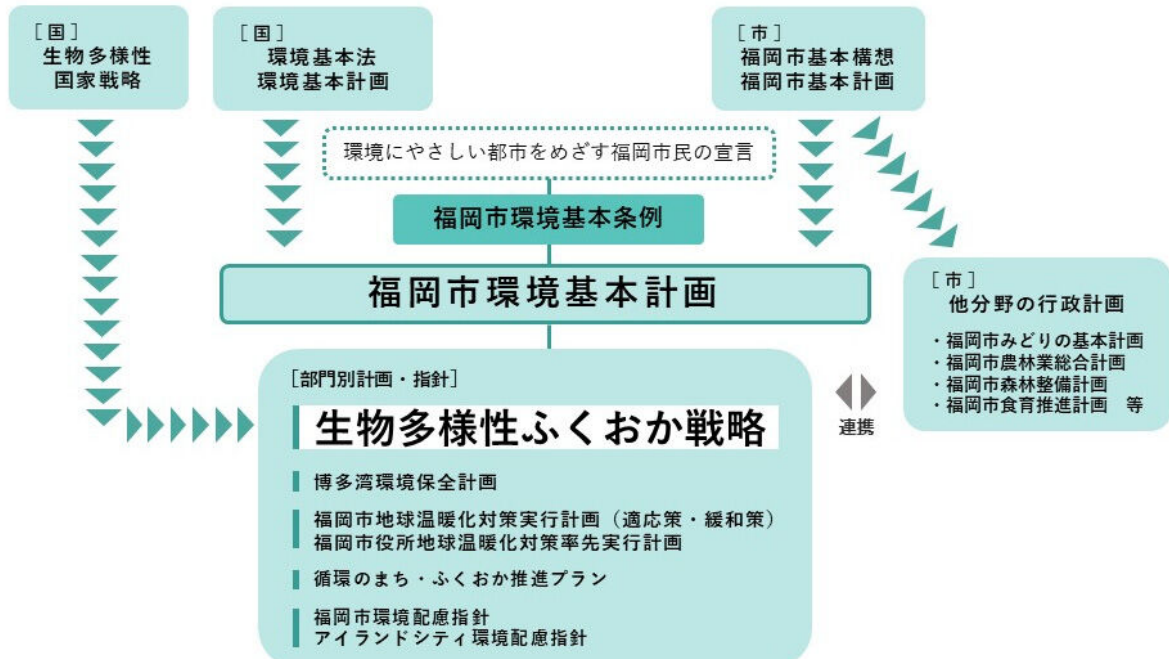 ［国］
生物多様性
国家戦略
［国］
環境基本法
環境基本計画
［市］
福岡市基本構想
福岡市基本計画
環境にやさしい都市をめざす福岡市民の宣言
福岡市環境基本条例
福岡市環境基本計画
［市］
他分野の行政計画
・福岡市みどりの基本計画
・福岡市農林業総合計画
・福岡市森林整備計画
・福岡市食育推進計画　等
連携
［部門別計画・指針］
生物多様性ふくおか戦略
博多湾環境保全計画
福岡市地球温暖化対策実行計画（適応策・緩和策）
福岡市役所地球温暖化対策率先実行計画
循環のまち・ふくおか推進プラン
福岡市環境配慮指針
アイランドシティ環境配慮指針